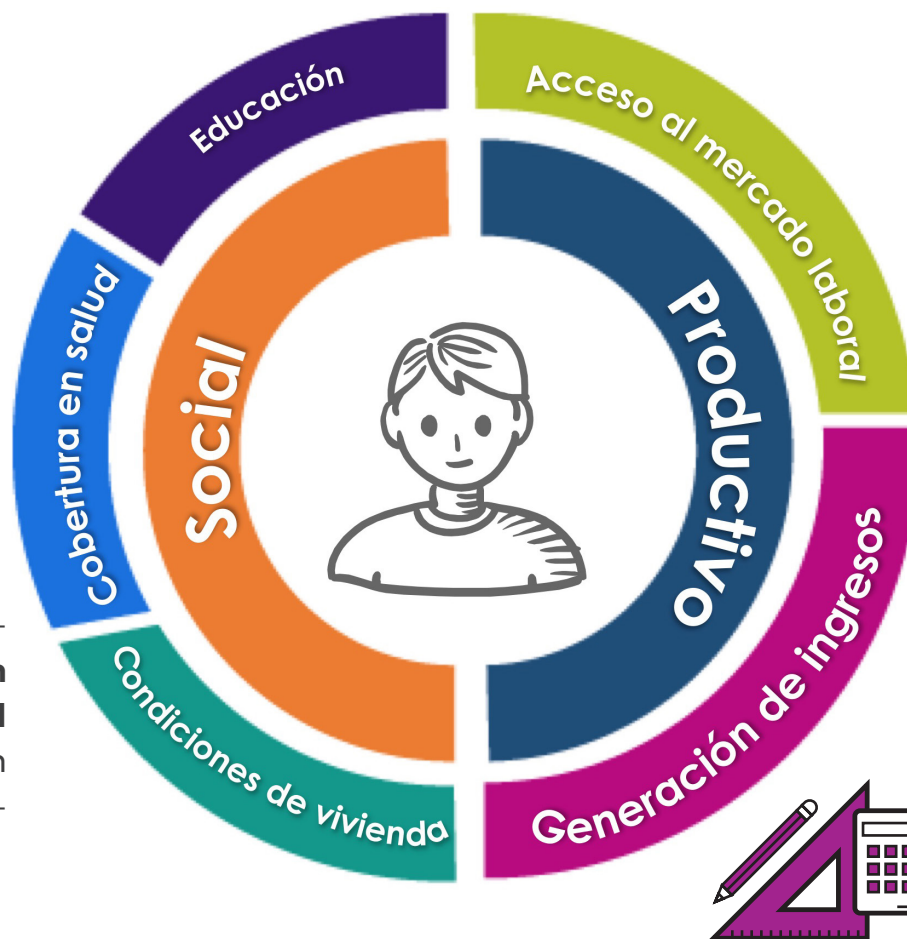 Educación
Acceso al mercado laboral
Cobertura en salud
Social
Productivo
Condiciones de vivienda
Generación de ingresos